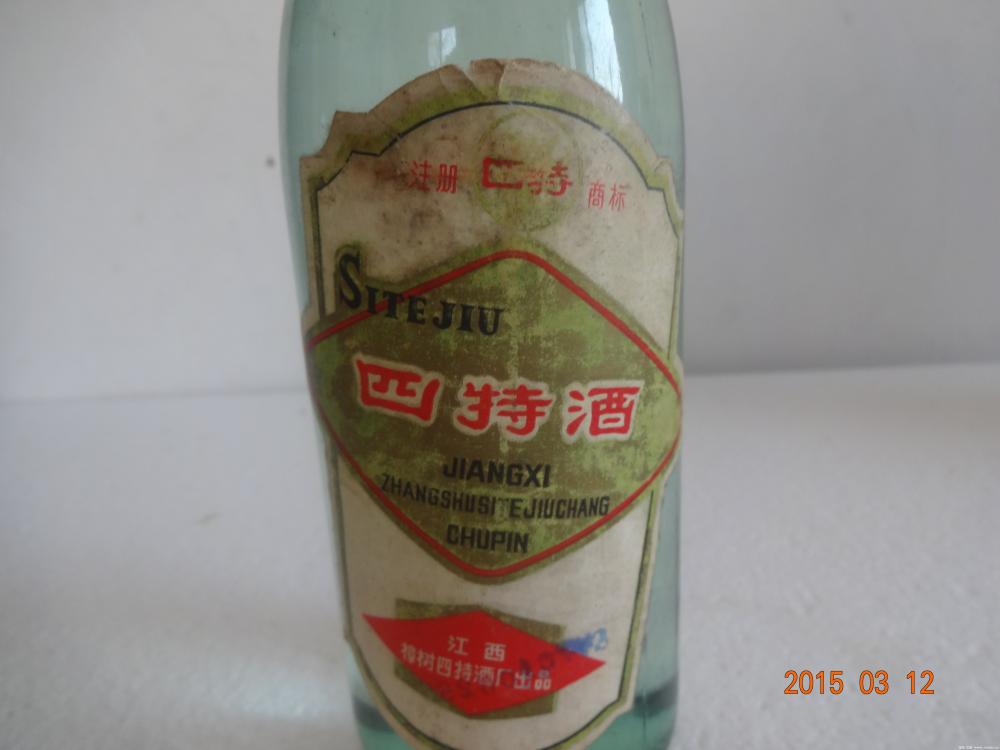 注册 四特 商标
SITEJIU
四特酒
JIANGXI
ZHANGSHUSITEJIUCHANG
CHUPIN
江西
樟树四特酒厂出品
2015 03 12